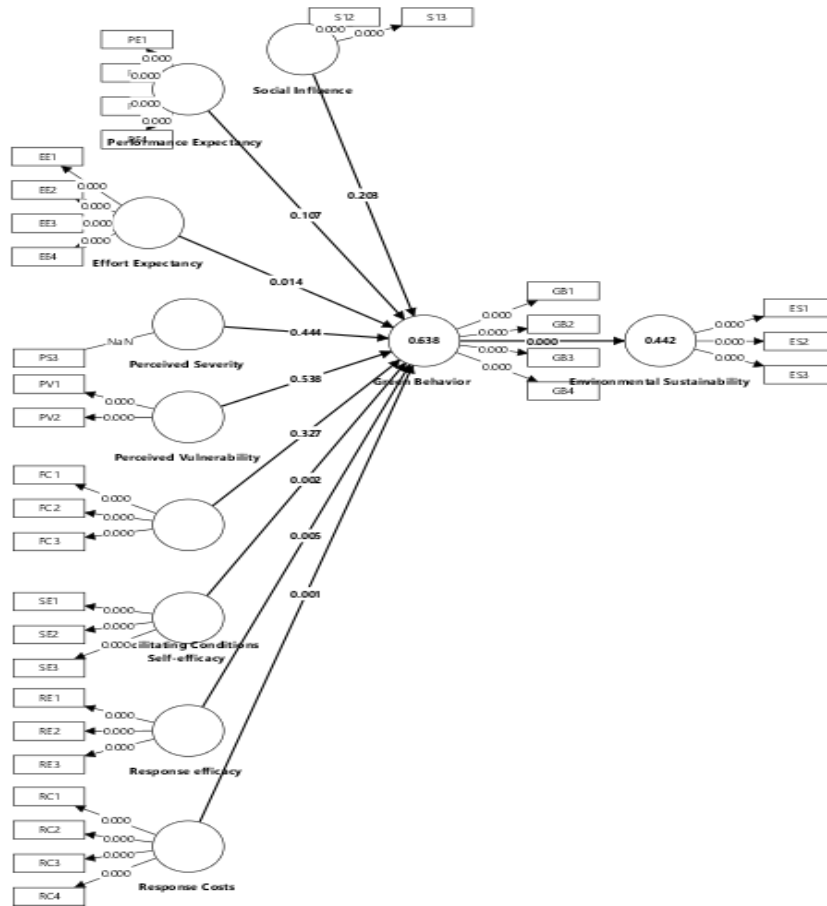 S12
S13
0.000
0.000
Social Influence
PE1
0.000
0.000
0.000
Performance Expectancy
EE1
EE2
EE3
EE4
0.000
0.000
0.000
0.000
Effort Expectancy
0.203
0.107
0.014
PS3
NaN
Perceived Severity
0.444
PV1
PV2
0.000
0.000
Perceived Vulnerability
0.538
FC1
FC2
FC3
0.000
0.000
0.000
0.327
SE1
SE2
SE3
0.000
0.000
0.000
cilitating Conditions
Self-efficacy
0.002
RE1
RE2
RE3
0.000
0.000
0.000
Response efficacy
0.005
RC1
RC2
RC3
RC4
0.000
0.000
0.000
0.000
Response Costs
0.001
0.638
Green Behavior
GB1
GB2
GB3
GB4
0.000
0.000
0.000
0.000
0.000
0.442
Environmental Sustainability
ES1
ES2
ES3
0.000
0.000
0.000